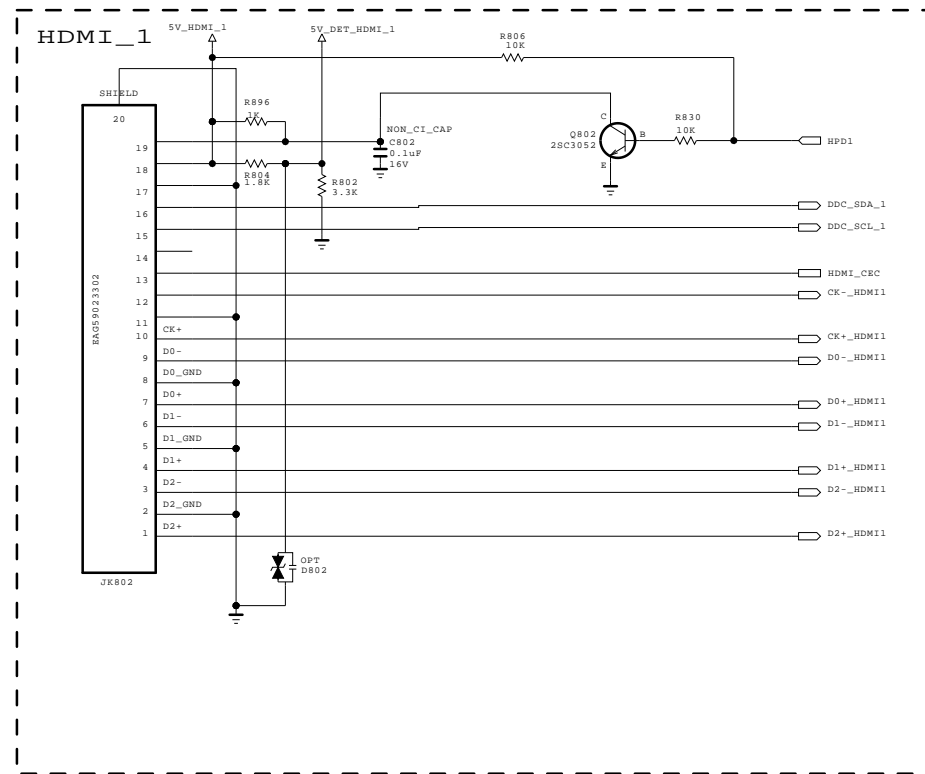 HDMI_1
5V_HDMI_1
5V_DET_HDMI_1
R806
10K
SHIELD
20
R896
1K
NON_CI_CAP
C802
0.1uF
16V
Q802
2SC3052
C
B
E
R830
10K
HPD1
19
18
R804
1.8K
R802
3.3K
17
16
DDC_SDA_1
15
DDC_SCL_1
14
EAG59023302
13
HDMI_CEC
12
CK-_HDMI1
11
10
CK+
CK+_HDMI1
9
D0-
D0-_HDMI1
8
D0_GND
7
D0+
D0+_HDMI1
6
D1-
D1-_HDMI1
5
D1_GND
4
D1+
D1+_HDMI1
3
D2-
D2-_HDMI1
2
D2_GND
1
D2+
D2+_HDMI1
OPT
D802
JK802